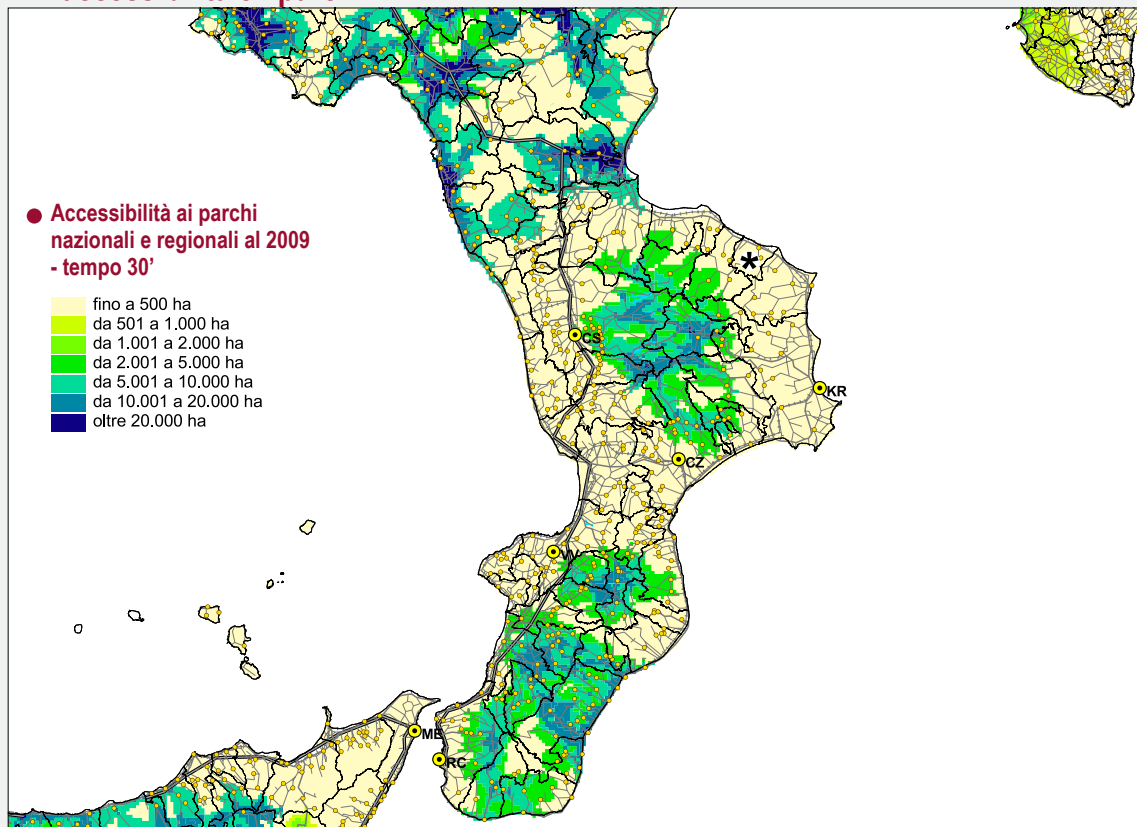 ● Accessibilità ai parchi
nazionali e regionali al 2009
- tempo 30'
fino a 500 ha
da 501 a 1.000 ha
da 1.001 a 2.000 ha
da 2.001 a 5.000 ha
da 5.001 a 10.000 ha
da 10.001 a 20.000 ha
oltre 20.000 ha
*
CS
KR
CZ
VV
ME
RC